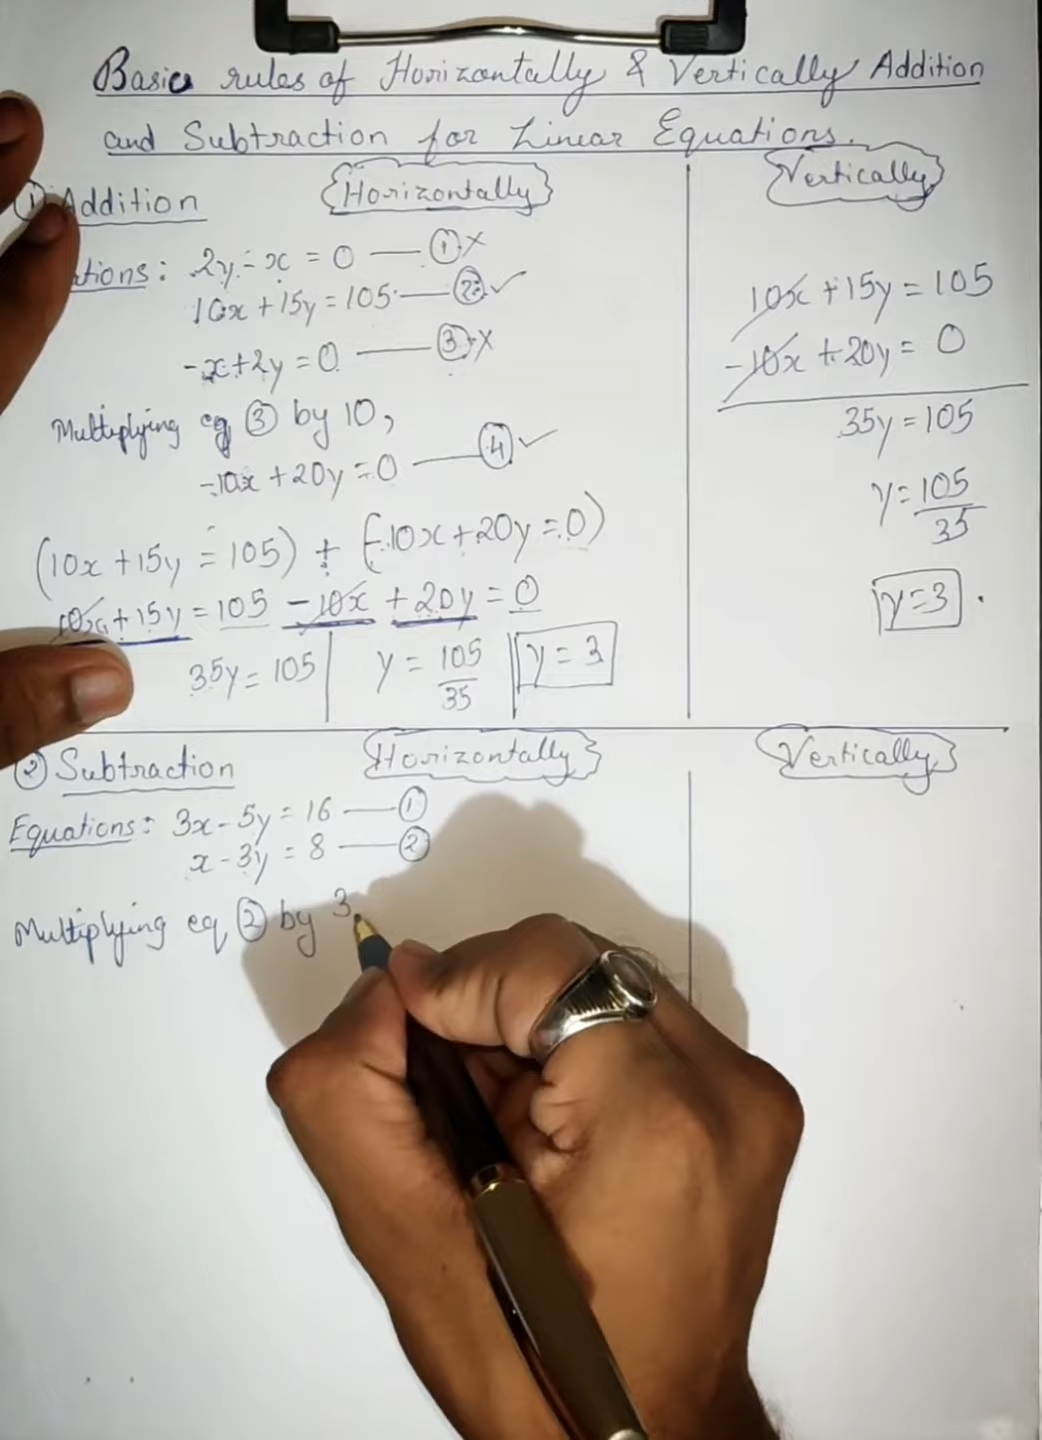 Basic rules of Horizontally & Vertically Addition
and Subtraction for Linear Equations.
① Addition
Horizontally
2y - x = 0 — ① ×
10x + 15y = 105 — ② ✓
-x + 2y = 0 — ③ ×
Multiplying eq ③ by 10,
-10x + 20y = 0 — ④ ✓
(10x + 15y = 105) + (-10x + 20y = 0)
10x + 15y = 105 - 10x + 20y = 0
35y = 105 | y = 105/35 || y = 3
Vertically
10x + 15y = 105
-10x + 20y = 0
35y = 105
y = 105/35
y = 3.
② Subtraction
Horizontally
Vertically
Equations: 3x - 5y = 16 — ①
x - 3y = 8 — ②
Multiplying eq ② by 3